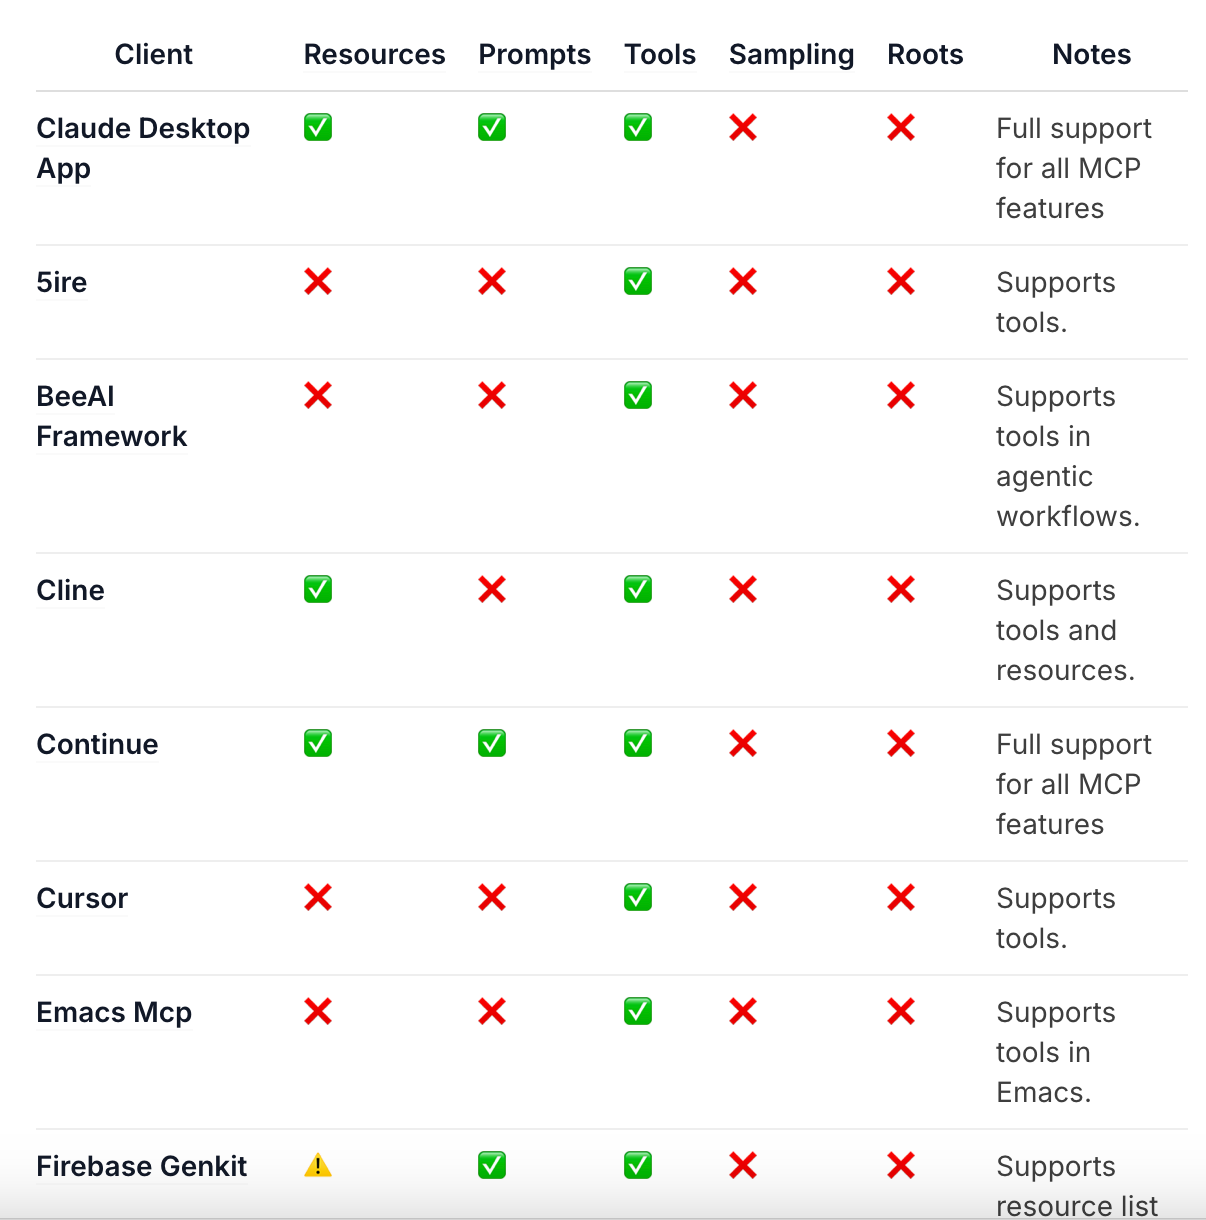 Client Resources Prompts Tools Sampling Roots Notes
Claude Desktop ✅ ✅ ✅ ❌ ❌ Full support
App for all MCP
features
5ire ❌ ❌ ✅ ❌ ❌ Supports
tools.
BeeAI ❌ ❌ ✅ ❌ ❌ Supports
Framework tools in
agentic
workflows.
Cline ✅ ❌ ✅ ❌ ❌ Supports
tools and
resources.
Continue ✅ ✅ ✅ ❌ ❌ Full support
for all MCP
features
Cursor ❌ ❌ ✅ ❌ ❌ Supports
tools.
Emacs Mcp ❌ ❌ ✅ ❌ ❌ Supports
tools in
Emacs.
Firebase Genkit ⚠️ ✅ ✅ ❌ ❌ Supports
resource list